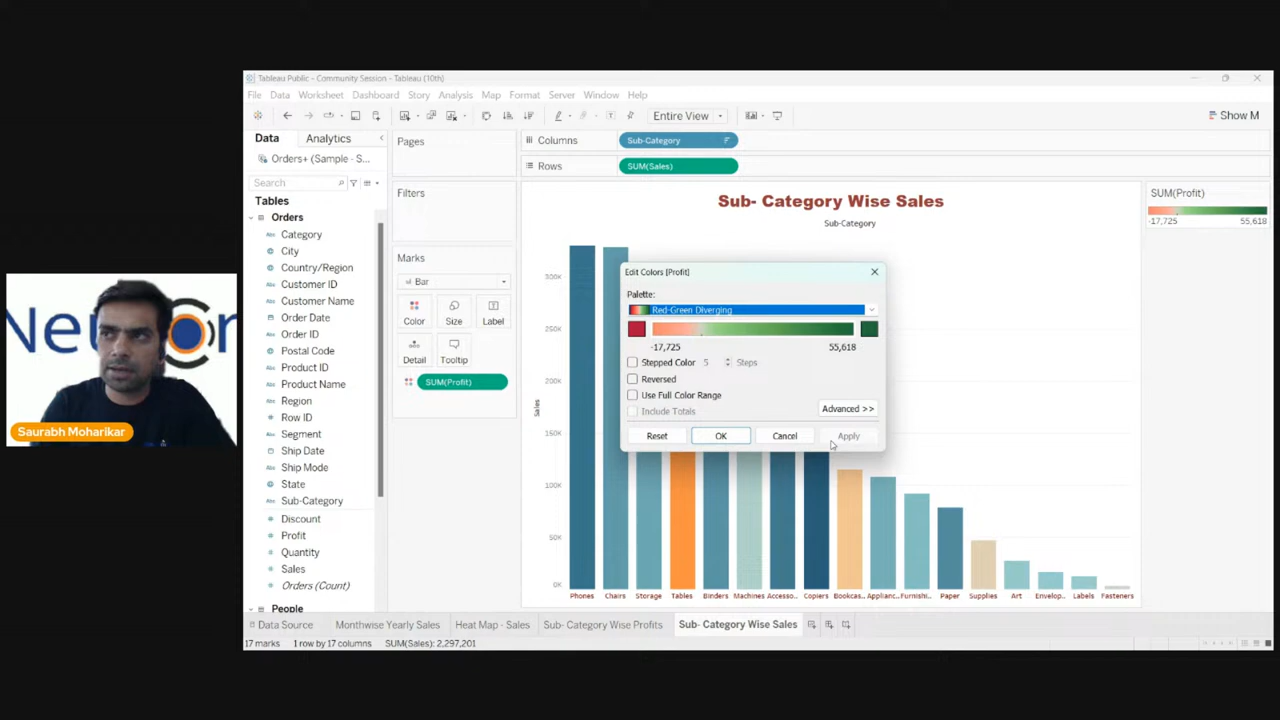 Tableau Public - Community Session - Tableau (10th)
File Data Worksheet Dashboard Story Analysis Map Format Server Window Help
Entire View
Show M
Data Analytics
Pages
Columns Sub-Category
Orders+ (Sample - S...
Rows SUM(Sales)
Search
Filters
Tables
Orders
Category
City
Country/Region
Customer ID
Customer Name
Order Date
Order ID
Postal Code
Product ID
Product Name
Region
Row ID
Segment
Ship Date
Ship Mode
State
Sub-Category
Discount
Profit
Quantity
Sales
Orders (Count)
People
Marks
Bar
Color Size Label
Detail Tooltip
SUM(Profit)
Sub- Category Wise Sales
Sub-Category
SUM(Profit)
-17,725 55,618
Edit Colors [Profit]
Palette:
Red-Green Diverging
-17,725 55,618
Stepped Color 5 Steps
Reversed
Use Full Color Range
Include Totals
Advanced >>
Reset OK Cancel Apply
Sales
300K
250K
200K
150K
100K
50K
0K
Phones Chairs Storage Tables Binders Machines Accesso.. Copiers Bookcas.. Applianc.. Furnishi.. Paper Supplies Art Envelop.. Labels Fasteners
Data Source Monthwise Yearly Sales Heat Map - Sales Sub- Category Wise Profits Sub- Category Wise Sales
17 marks 1 row by 17 columns SUM(Sales): 2,297,201
Saurabh Moharikar